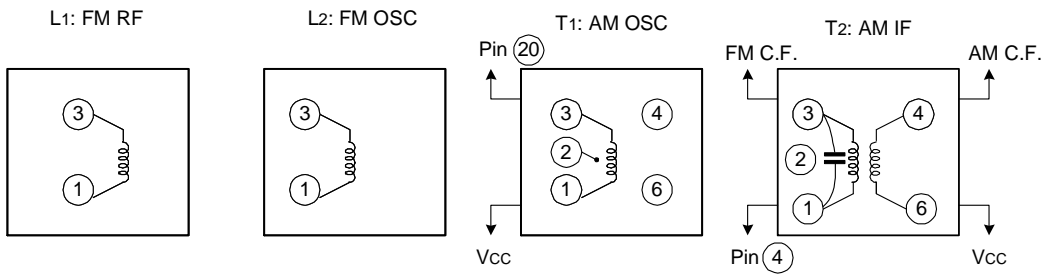 L1: FM RF
L2: FM OSC
T1: AM OSC
T2: AM IF
Pin 20
FM C.F.
AM C.F.
3
3
3
4
3
4
2
2
1
1
1
6
1
6
Vcc
Pin 4
Vcc